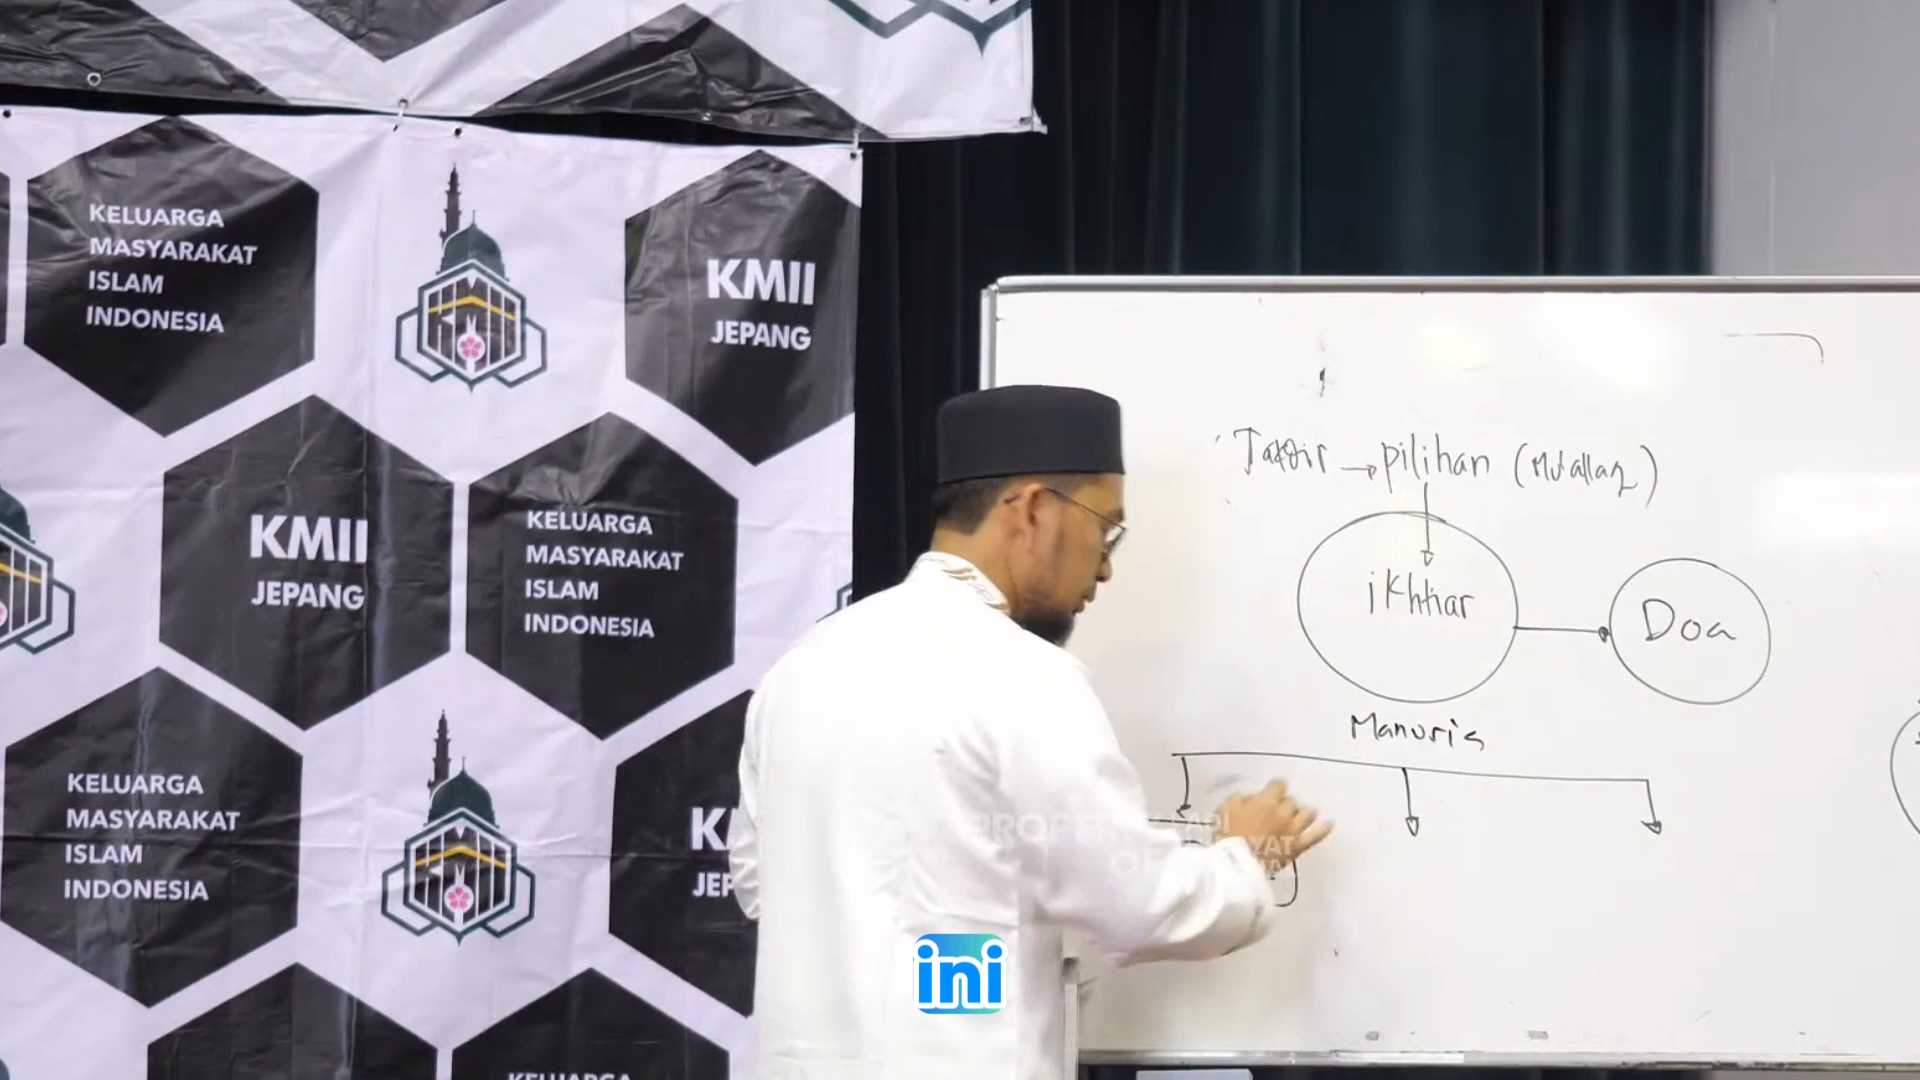 KELUARGA
MASYARAKAT
ISLAM
INDONESIA
KMII
JEPANG
KMII
JEPANG
KELUARGA
MASYARAKAT
ISLAM
INDONESIA
KELUARGA
MASYARAKAT
ISLAM
INDONESIA
Taqdir → pilihan (Mu'allaq)
ikhtiar
Doa
Manusia
ini